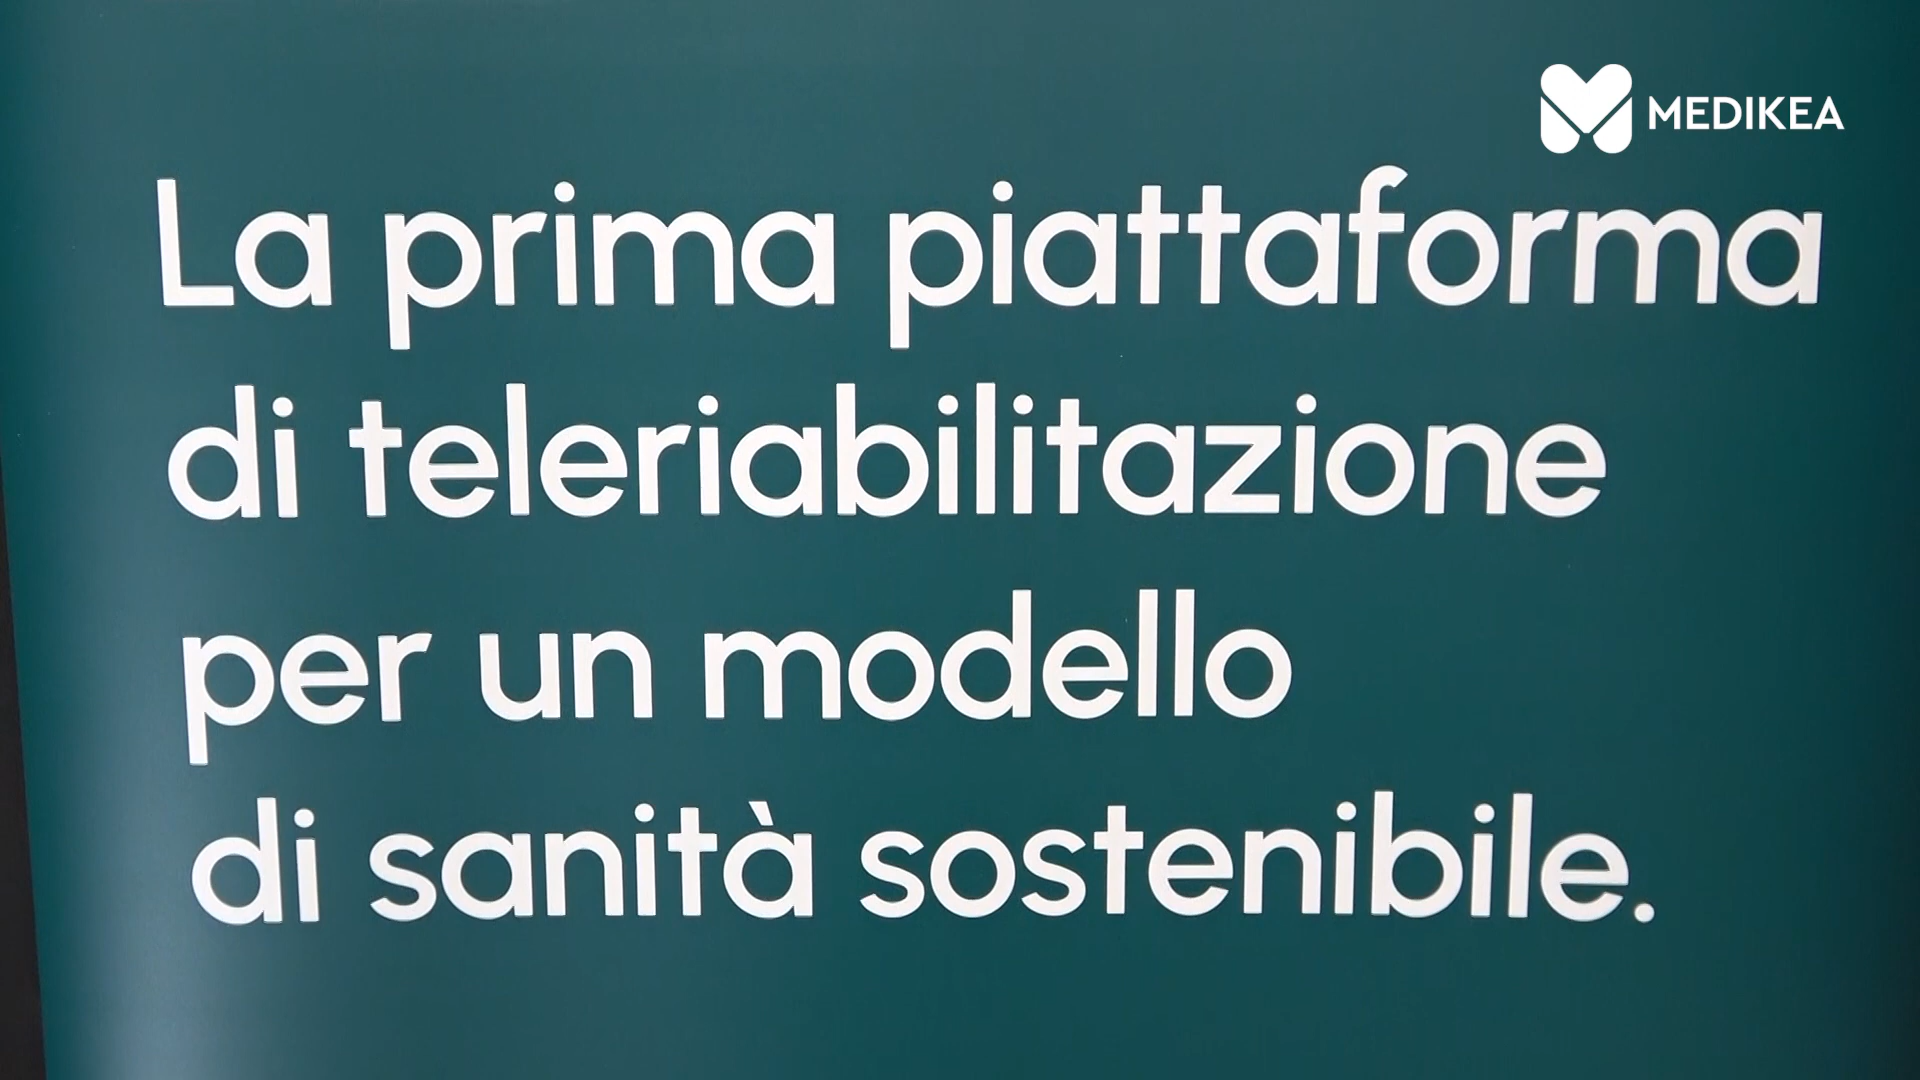 MEDIKEA
La prima piattaforma
di teleriabilitazione
per un modello
di sanità sostenibile.